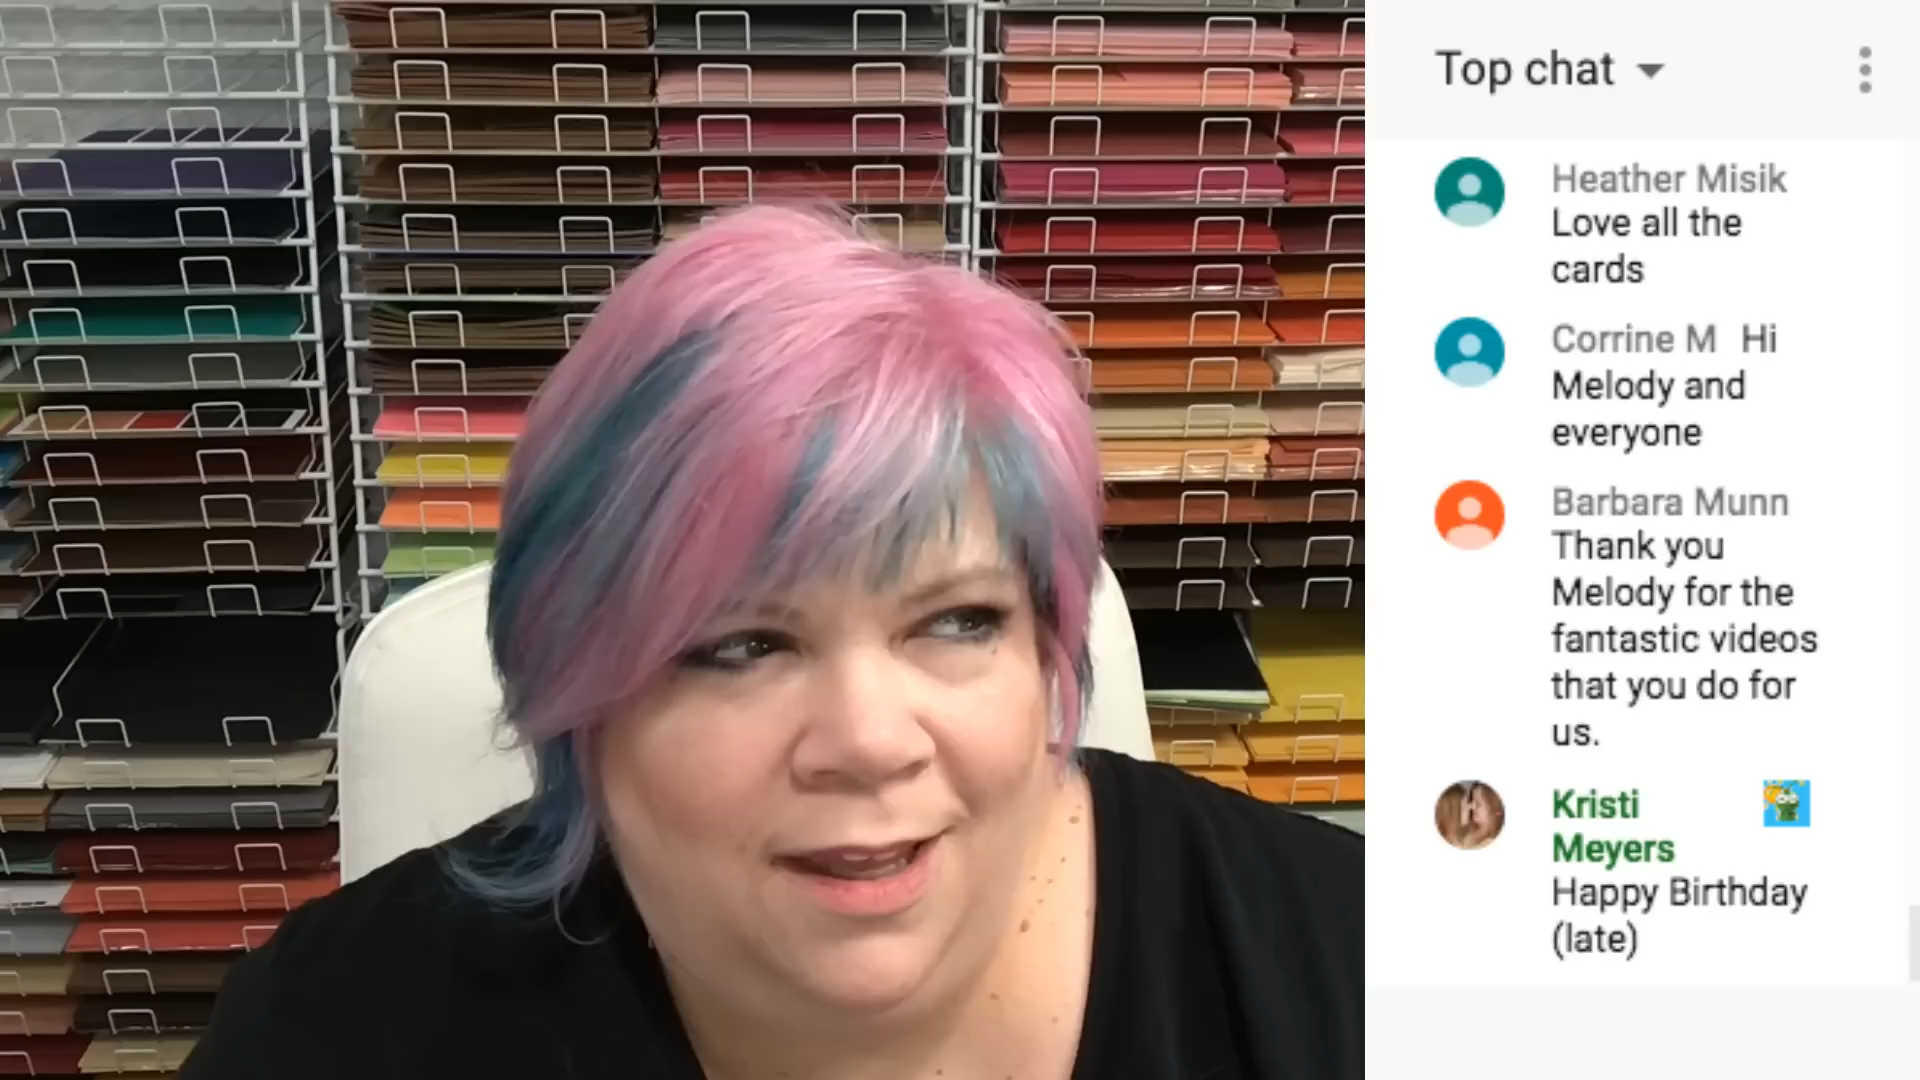 Top chat
Heather Misik
Love all the
cards
Corrine M Hi
Melody and
everyone
Barbara Munn
Thank you
Melody for the
fantastic videos
that you do for
us.
Kristi
Meyers
Happy Birthday
(late)